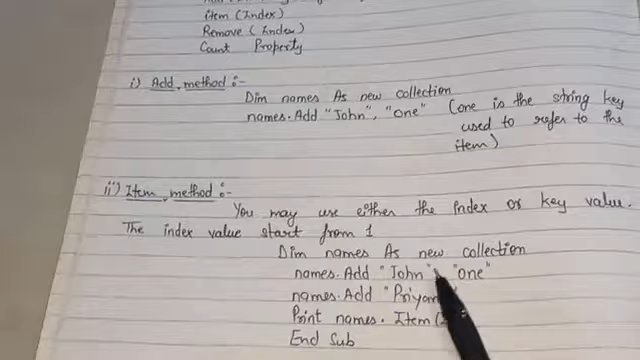 item (Index)
Remove (Index)
Count Property
i) Add method :-
Dim names As new collection
names.Add "John", "One" (one is the string key
used to refer to the
item)
ii) Item method :-
You may use either the index or key value.
The index value start from 1
Dim names As new collection
names.Add "John", "one"
names.Add
Print names. Item (
End Sub